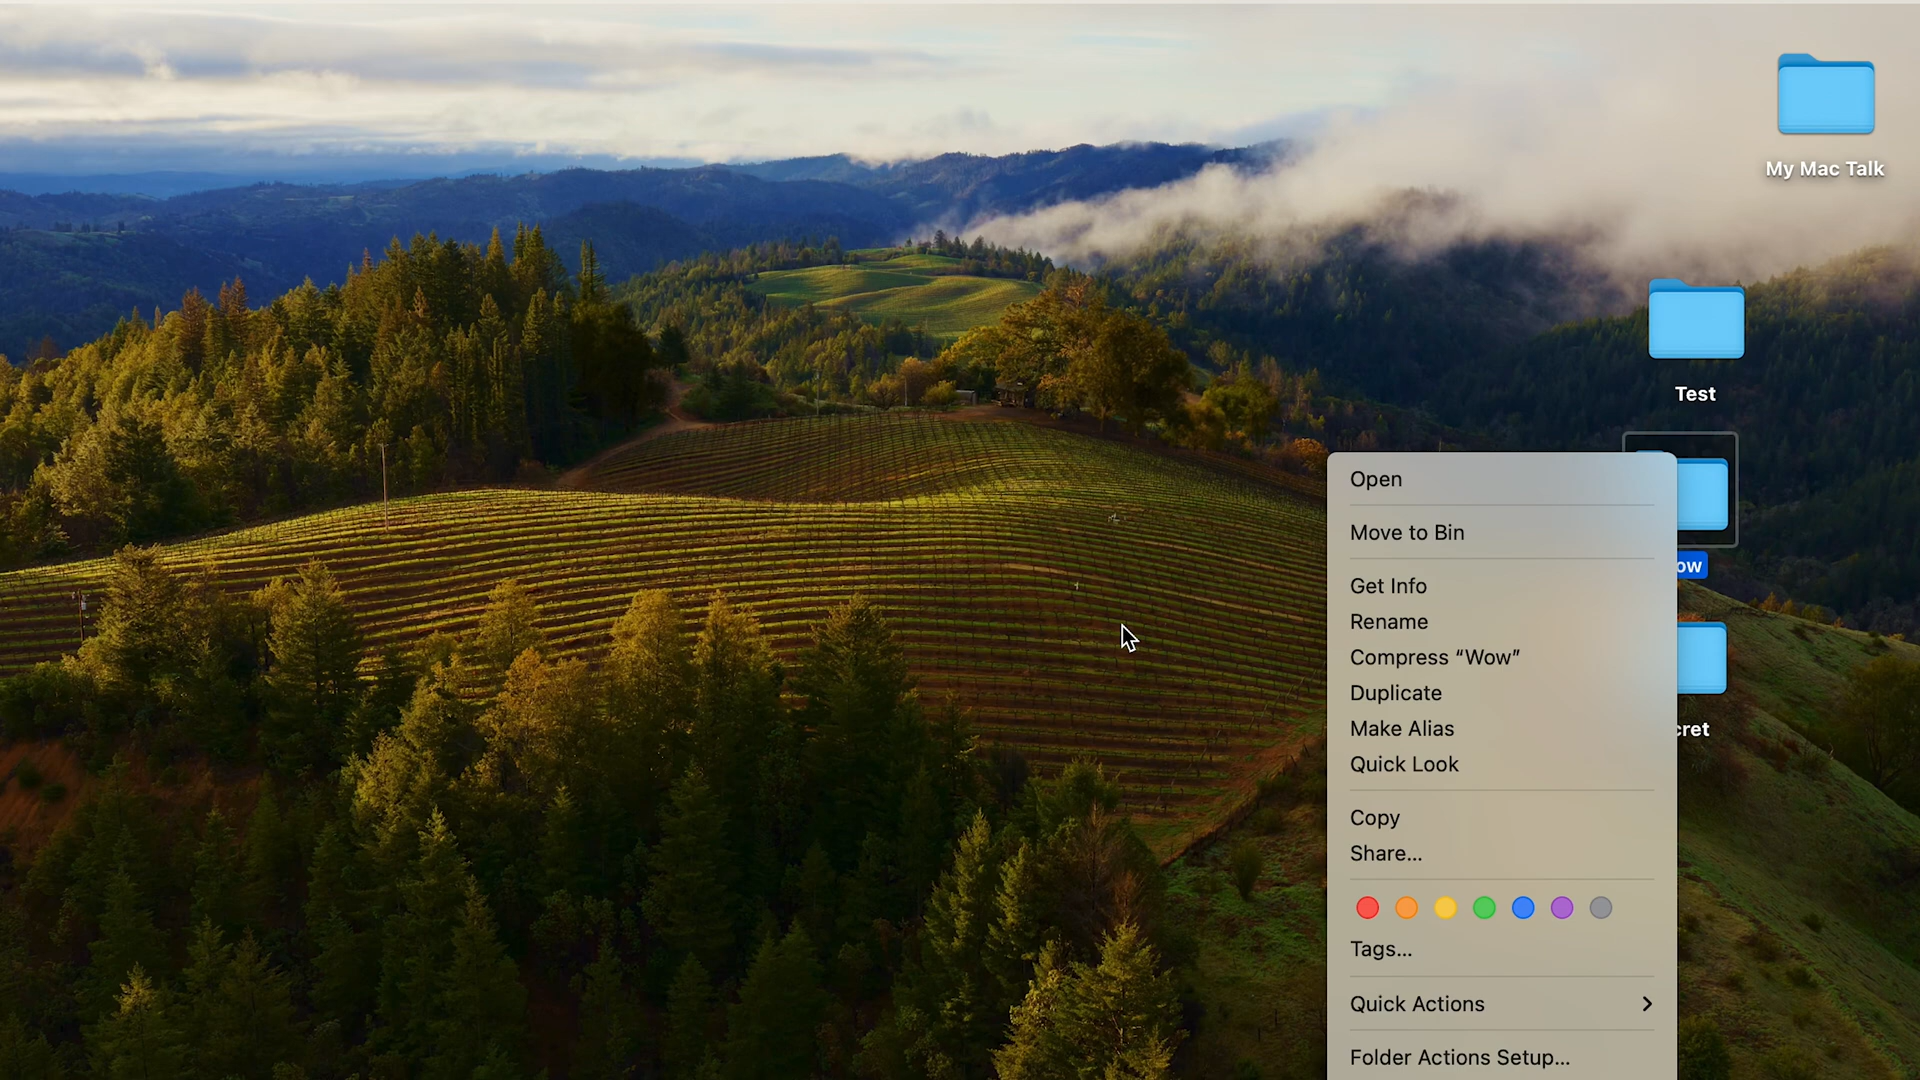 My Mac Talk
Test
Open
Move to Bin
Get Info
Rename
Compress “Wow”
Duplicate
Make Alias
Quick Look
Copy
Share...
Tags...
Quick Actions
Folder Actions Setup...
ow
cret